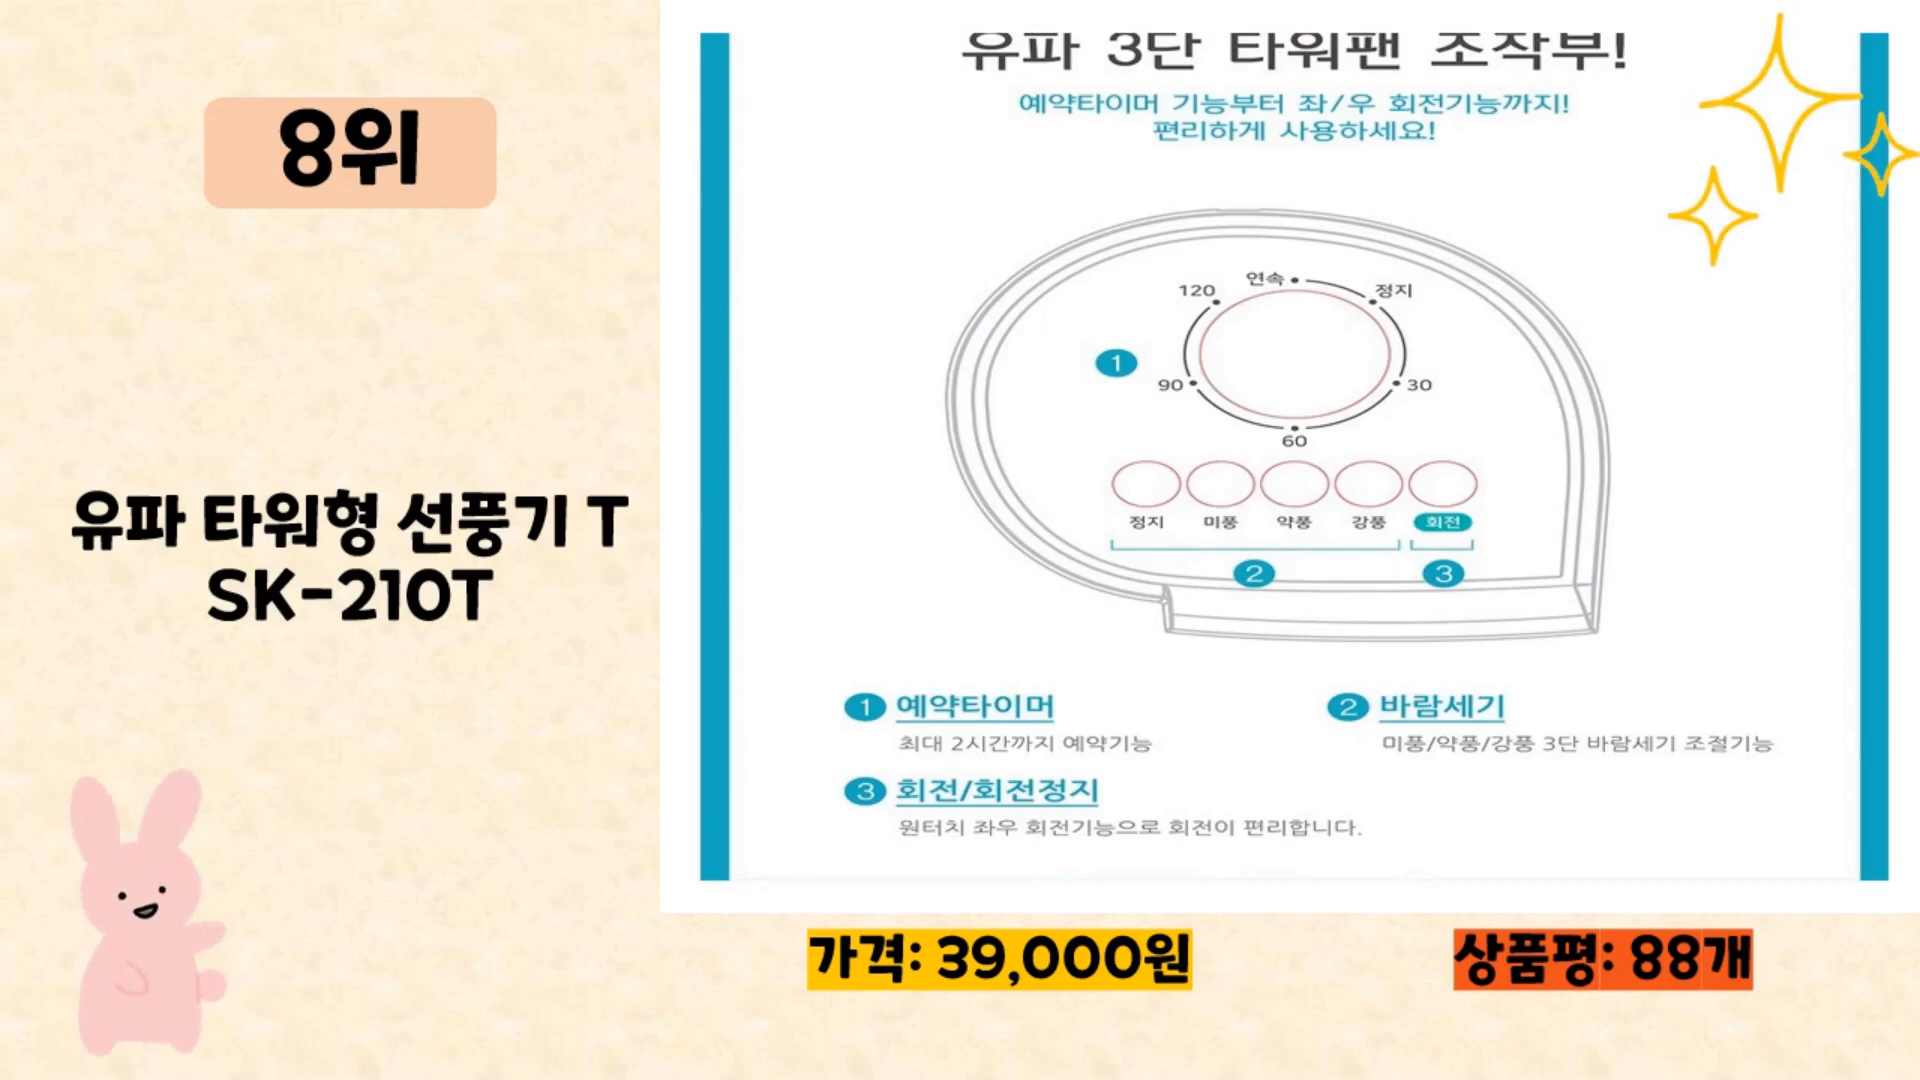 8위
유파 타워형 선풍기 T
SK-210T
유파 3단 타워팬 조작부!
예약타이머 기능부터 좌/우 회전기능까지!
편리하게 사용하세요!
연속 정지
120
1
90 30
60
정지 미풍 약풍 강풍 회전
2 3
1 예약타이머
최대 2시간까지 예약기능
2 바람세기
미풍/약풍/강풍 3단 바람세기 조절기능
3 회전/회전정지
원터치 좌우 회전기능으로 회전이 편리합니다.
가격: 39,000원
상품평: 88개